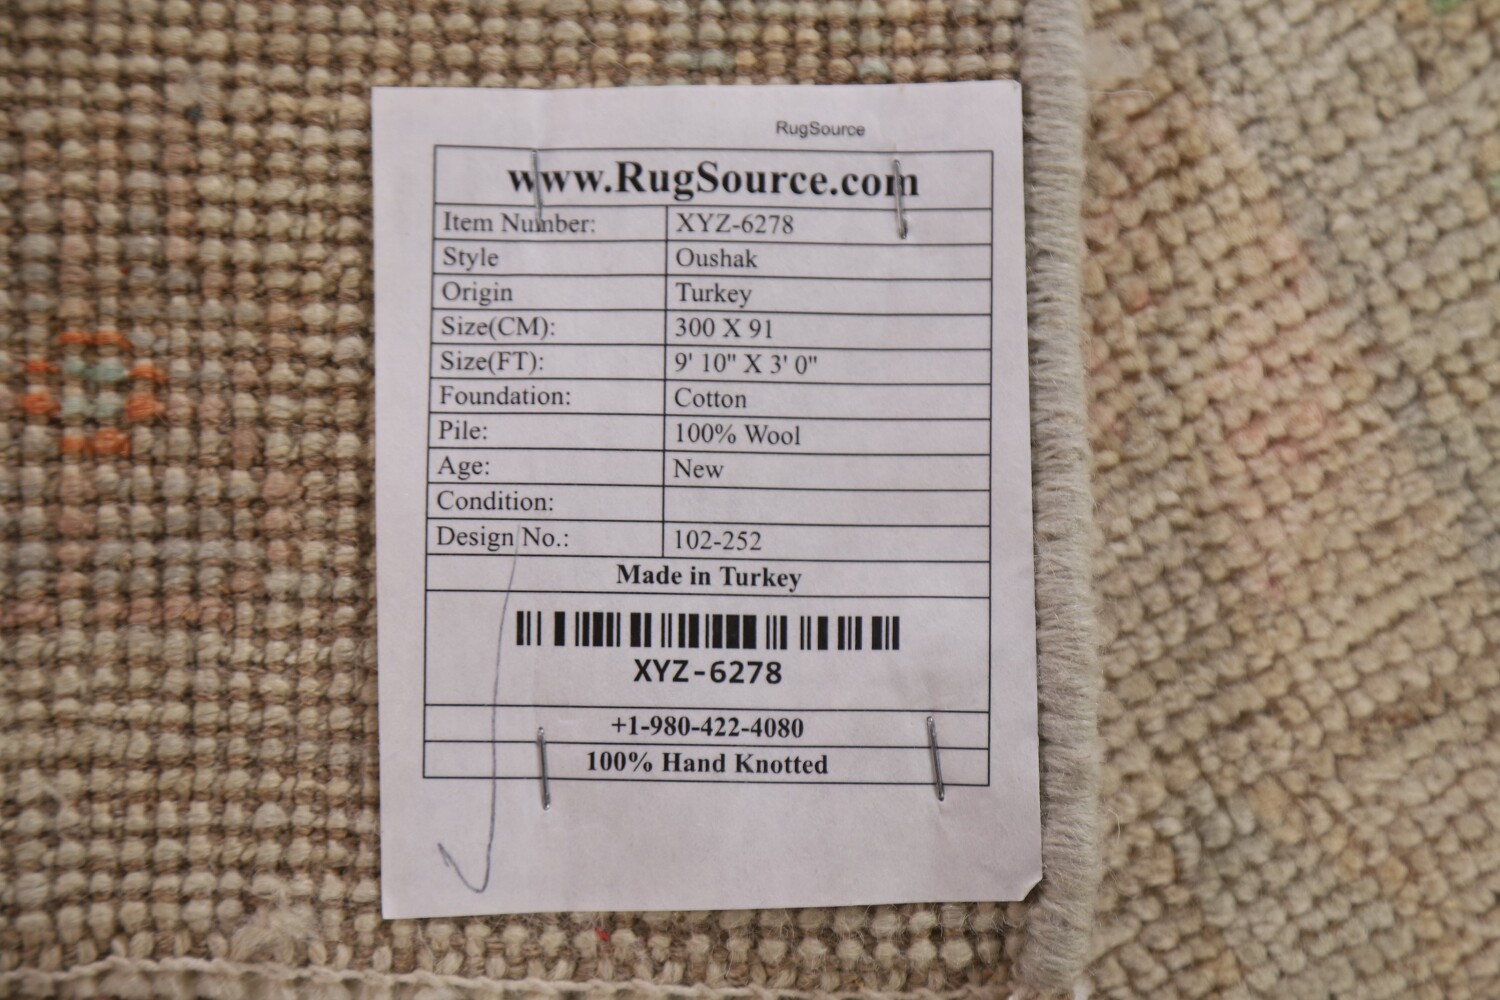 RugSource
www.RugSource.com
Item Number: XYZ-6278
Style Oushak
Origin Turkey
Size(CM): 300 X 91
Size(FT): 9' 10" X 3' 0"
Foundation: Cotton
Pile: 100% Wool
Age: New
Condition:
Design No.: 102-252
Made in Turkey
XYZ-6278
+1-980-422-4080
100% Hand Knotted